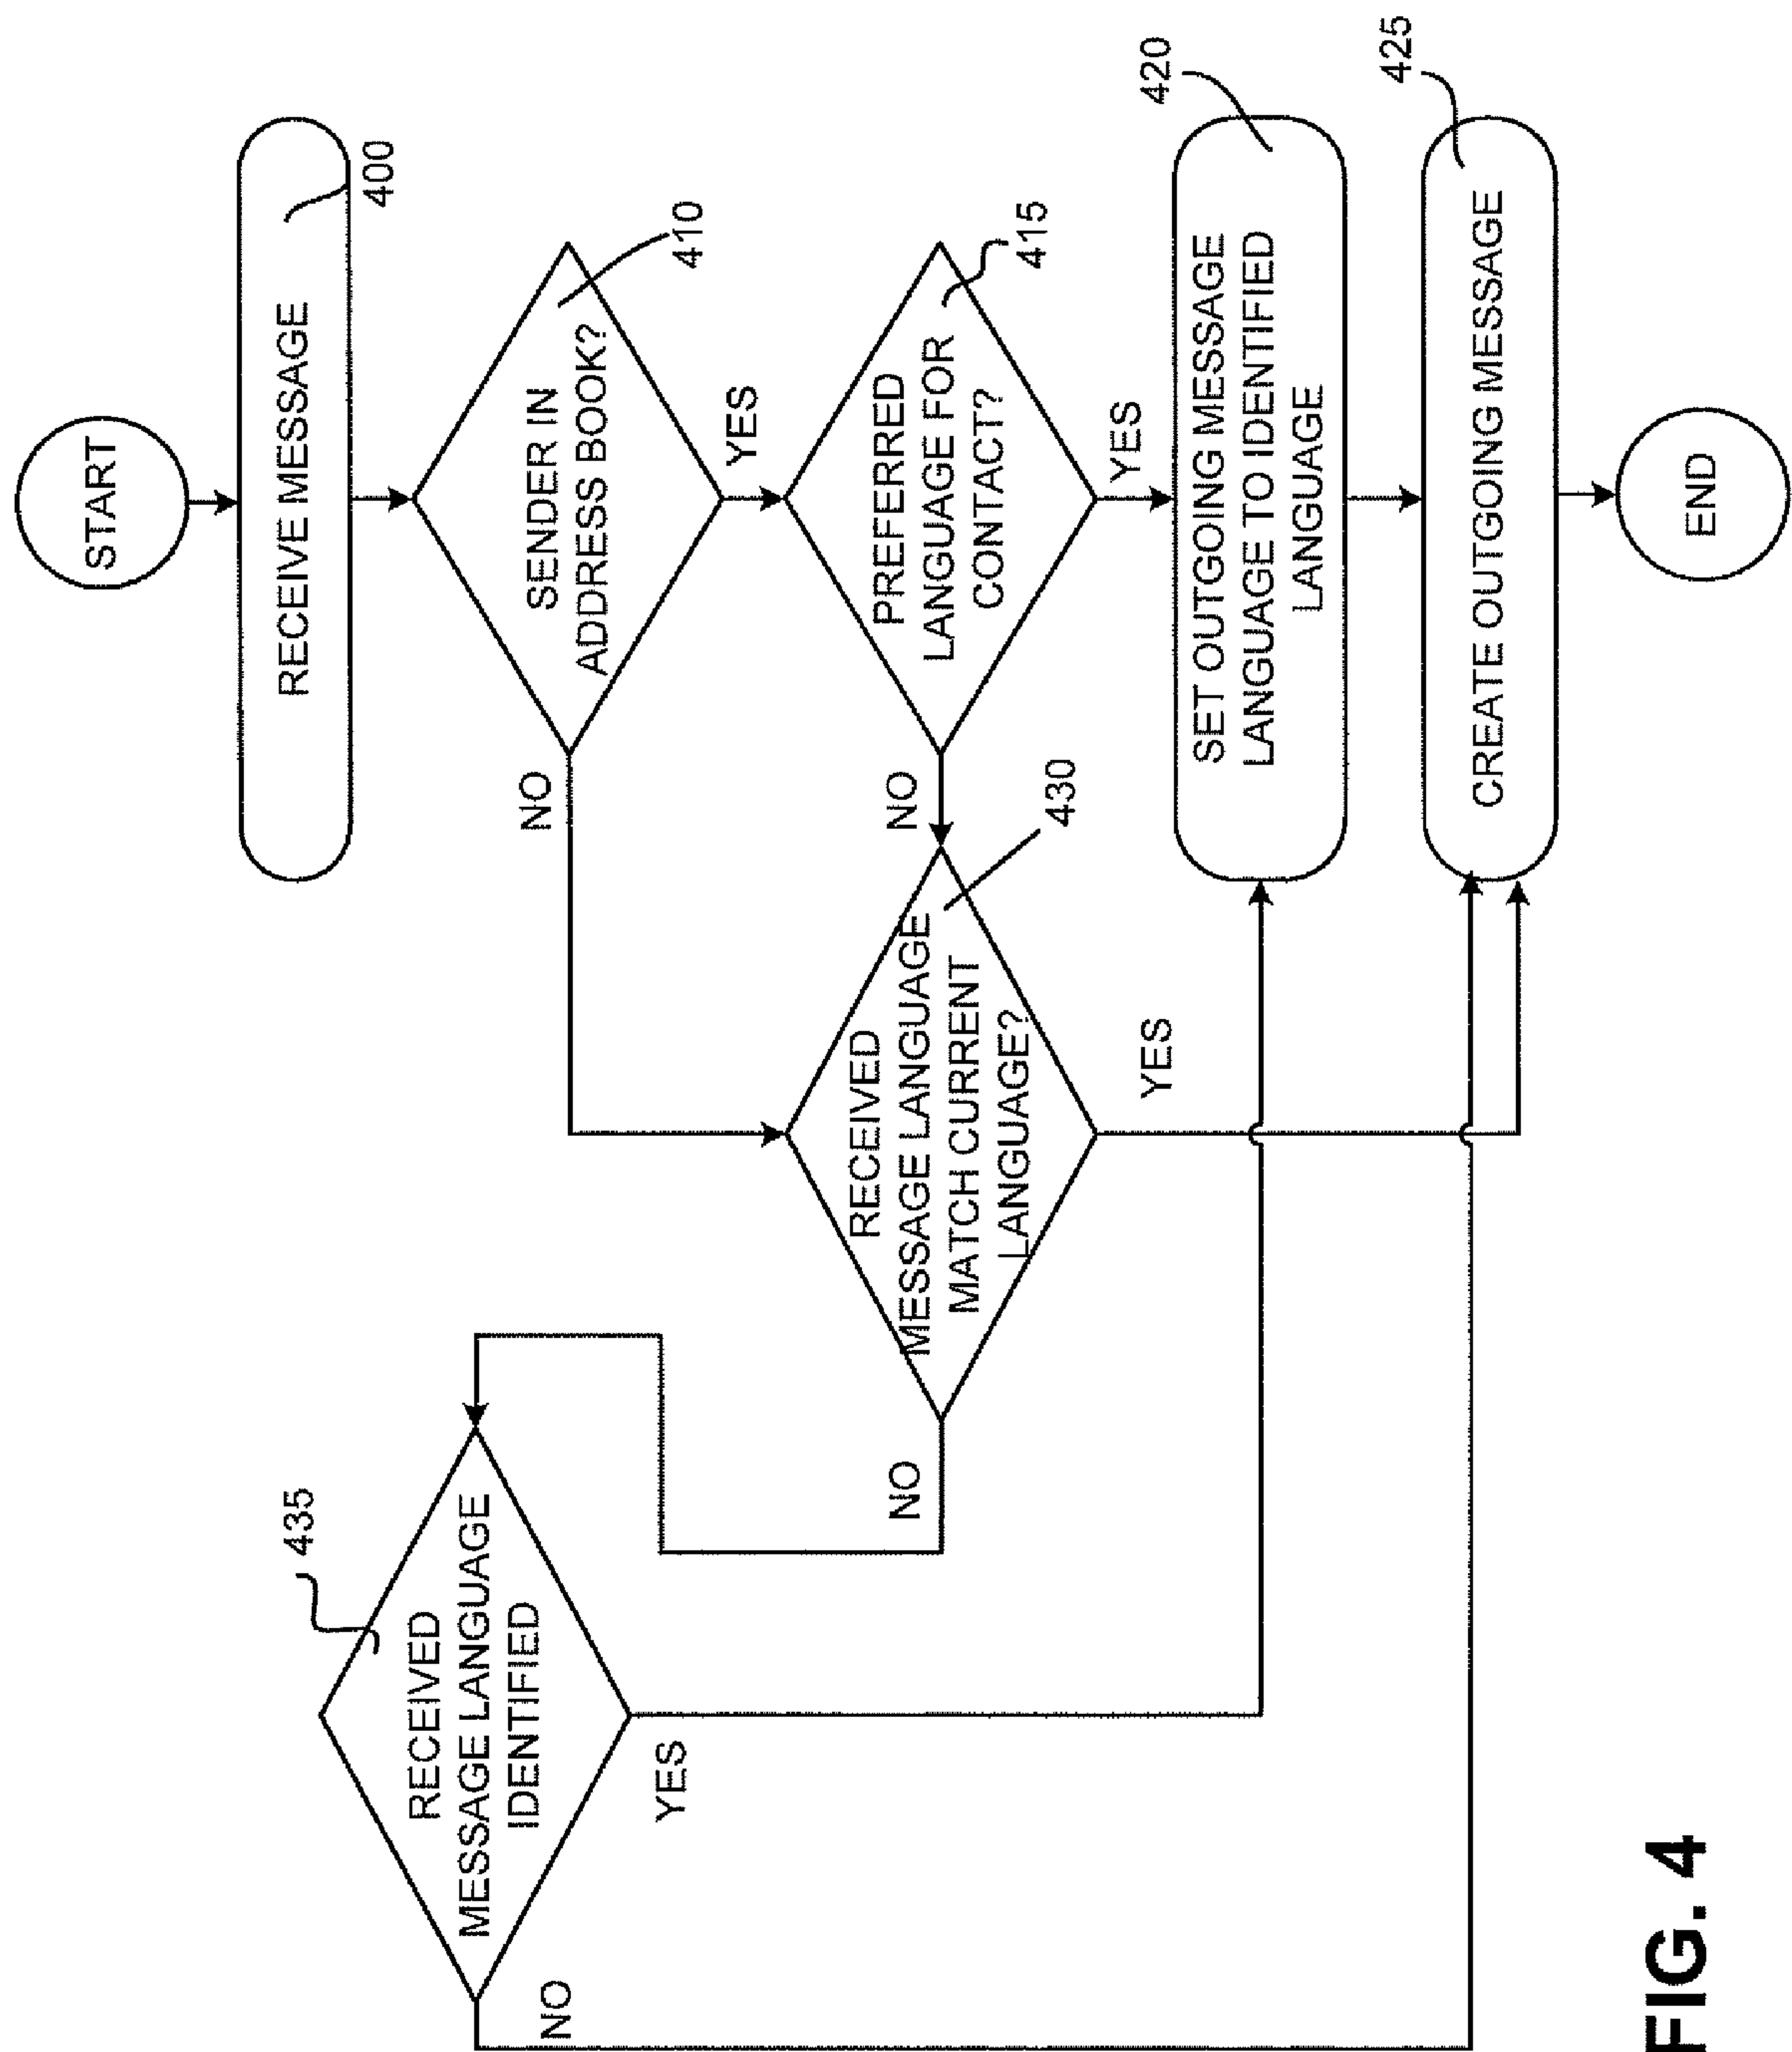 START
RECEIVE MESSAGE
400
SENDER IN
ADDRESS BOOK?
410
NO
YES
PREFERRED
LANGUAGE FOR
CONTACT?
415
NO
YES
RECEIVED
MESSAGE LANGUAGE
MATCH CURRENT
LANGUAGE?
430
NO
YES
RECEIVED
MESSAGE LANGUAGE
IDENTIFIED
435
NO
YES
SET OUTGOING MESSAGE
LANGUAGE TO IDENTIFIED
LANGUAGE
420
CREATE OUTGOING MESSAGE
425
END
FIG. 4